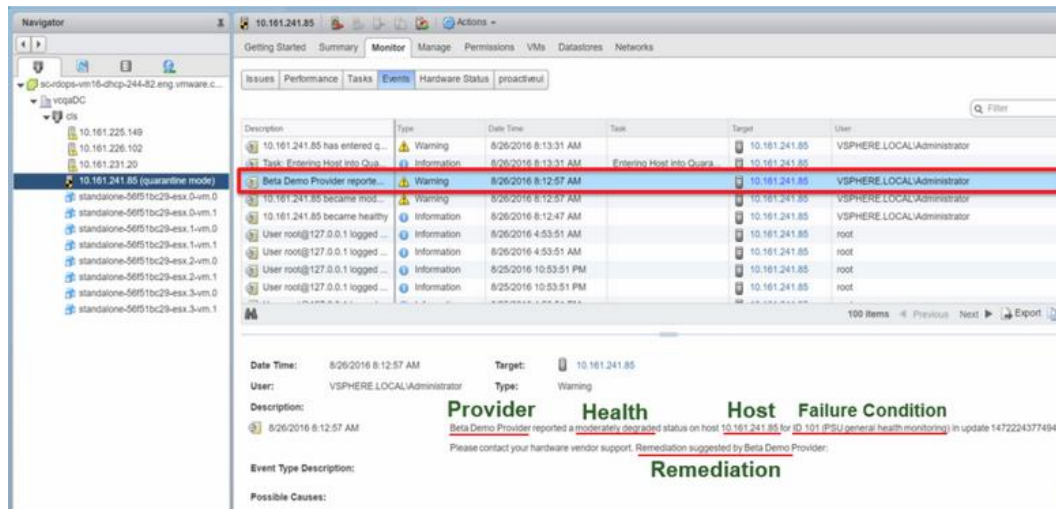 Navigator
10.161.241.85 Actions
Getting Started Summary Monitor Manage Permissions VMs Datastores Networks
Issues Performance Tasks Events Hardware Status proactiveui
sc-rdops-vm16-dhcp-244-82.eng.vmware.c...
vcqaDC
cls
10.161.225.149
10.161.226.102
10.161.231.20
10.161.241.85 (quarantine mode)
standalone-56f51bc29-esx.0-vm.0
standalone-56f51bc29-esx.0-vm.1
standalone-56f51bc29-esx.1-vm.0
standalone-56f51bc29-esx.1-vm.1
standalone-56f51bc29-esx.2-vm.0
standalone-56f51bc29-esx.2-vm.1
standalone-56f51bc29-esx.3-vm.0
standalone-56f51bc29-esx.3-vm.1
Filter
Description Type Date Time Task Target User
10.161.241.85 has entered q... Warning 8/26/2016 8:13:31 AM 10.161.241.85 VSPHERE.LOCAL\Administrator
Task: Entering Host into Qua... Information 8/26/2016 8:13:31 AM Entering Host into Quara... 10.161.241.85
Beta Demo Provider reporte... Warning 8/26/2016 8:12:57 AM 10.161.241.85 VSPHERE.LOCAL\Administrator
10.161.241.85 became mod... Warning 8/26/2016 8:12:57 AM 10.161.241.85 VSPHERE.LOCAL\Administrator
10.161.241.85 became healthy Information 8/26/2016 8:12:47 AM 10.161.241.85 VSPHERE.LOCAL\Administrator
User root@127.0.0.1 logged ... Information 8/26/2016 4:53:51 AM 10.161.241.85 root
User root@127.0.0.1 logged ... Information 8/26/2016 4:53:51 AM 10.161.241.85 root
User root@127.0.0.1 logged ... Information 8/25/2016 10:53:51 PM 10.161.241.85 root
User root@127.0.0.1 logged ... Information 8/25/2016 10:53:51 PM 10.161.241.85 root
100 items Previous Next Export
Date Time: 8/26/2016 8:12:57 AM Target: 10.161.241.85
User: VSPHERE.LOCAL\Administrator Type: Warning
Description:
Provider Health Host Failure Condition
8/26/2016 8:12:57 AM Beta Demo Provider reported a moderately degraded status on host 10.161.241.85 for ID 101 (PSU general health monitoring) in update 1472224377494
Please contact your hardware vendor support. Remediation suggested by Beta Demo Provider:
Remediation
Event Type Description:
Possible Causes: